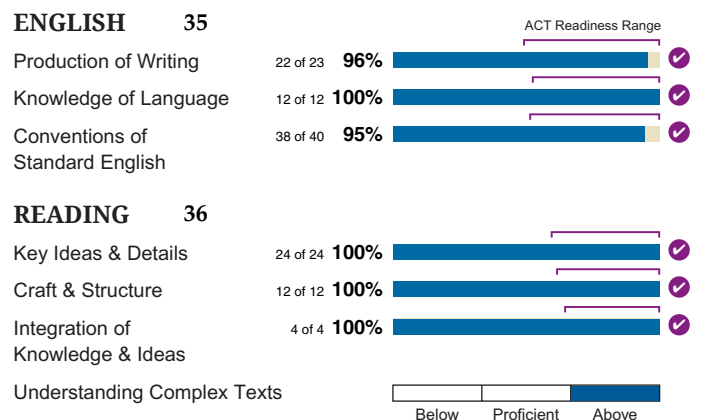 ENGLISH 35
ACT Readiness Range
Production of Writing 22 of 23 96%
Knowledge of Language 12 of 12 100%
Conventions of
Standard English 38 of 40 95%
READING 36
Key Ideas & Details 24 of 24 100%
Craft & Structure 12 of 12 100%
Integration of
Knowledge & Ideas 4 of 4 100%
Understanding Complex Texts
Below Proficient Above